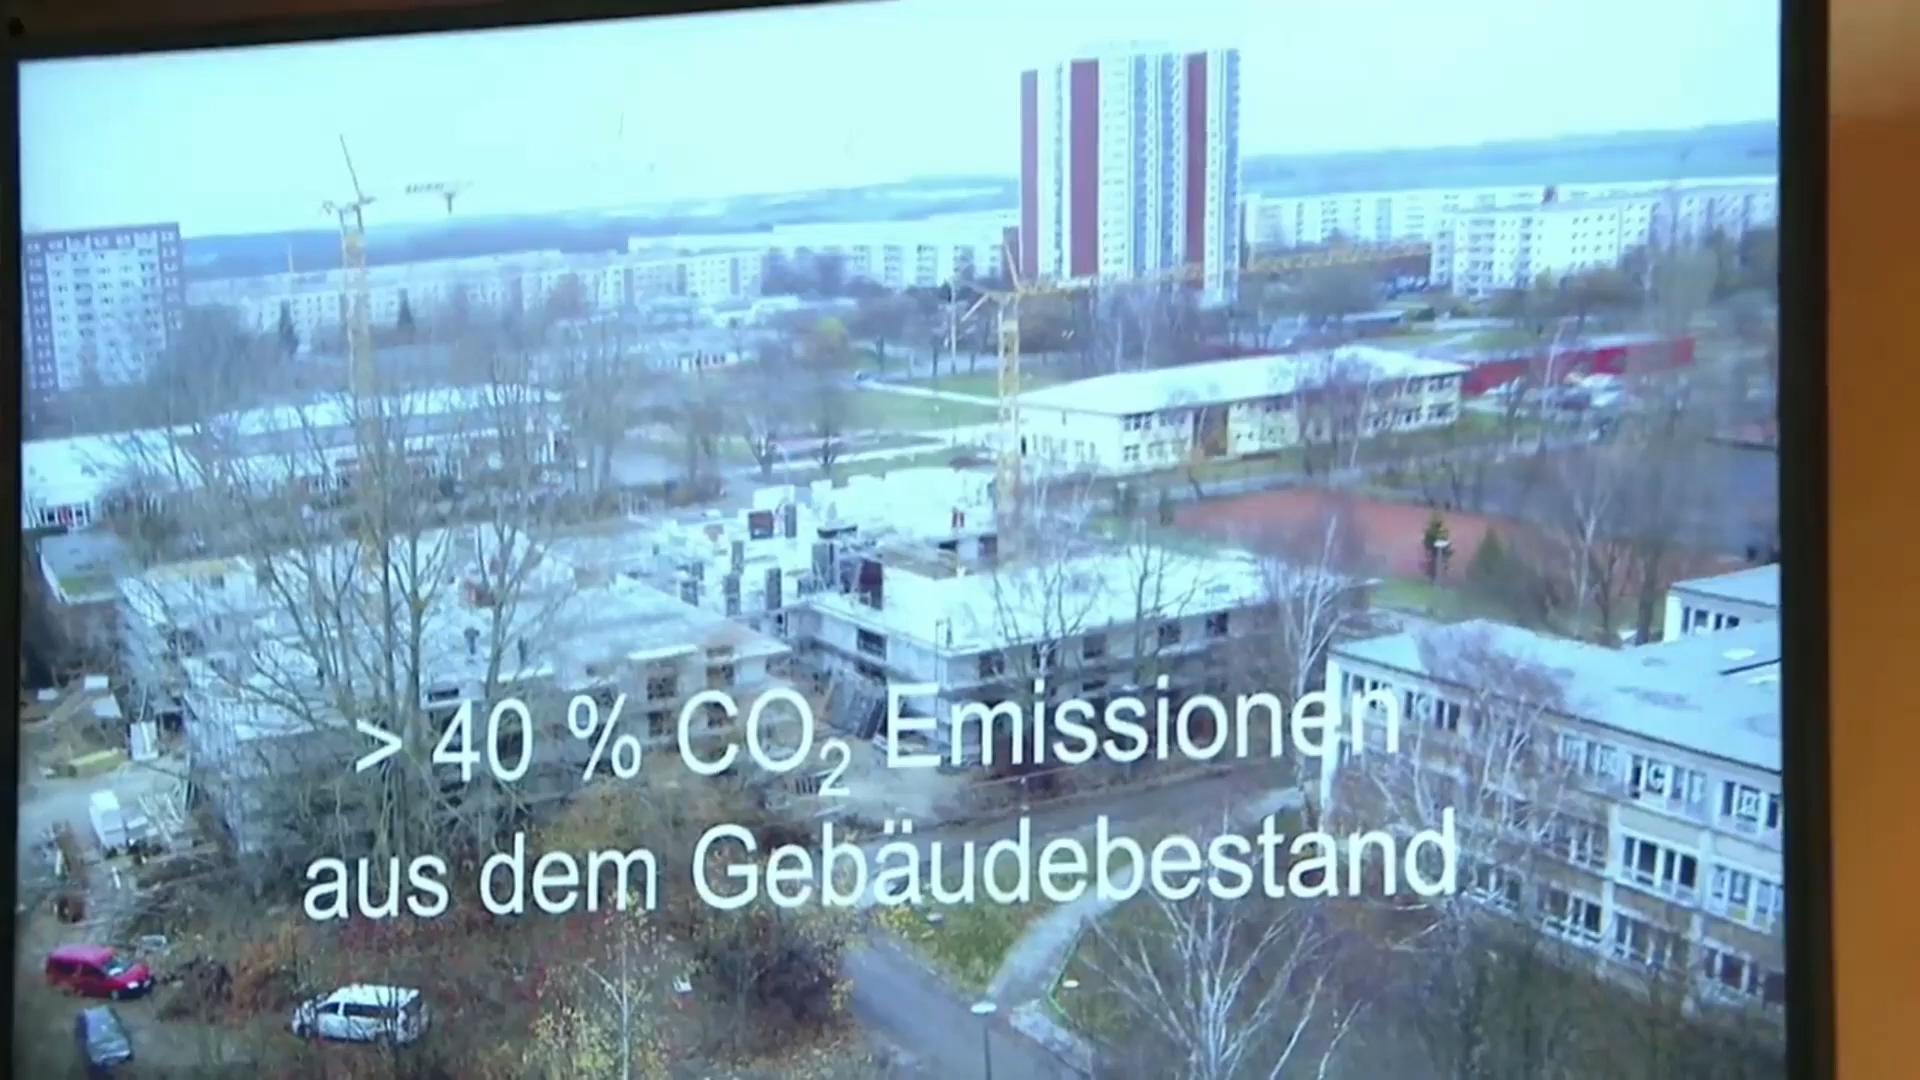 > 40 % CO₂ Emissionen
aus dem Gebäudebestand